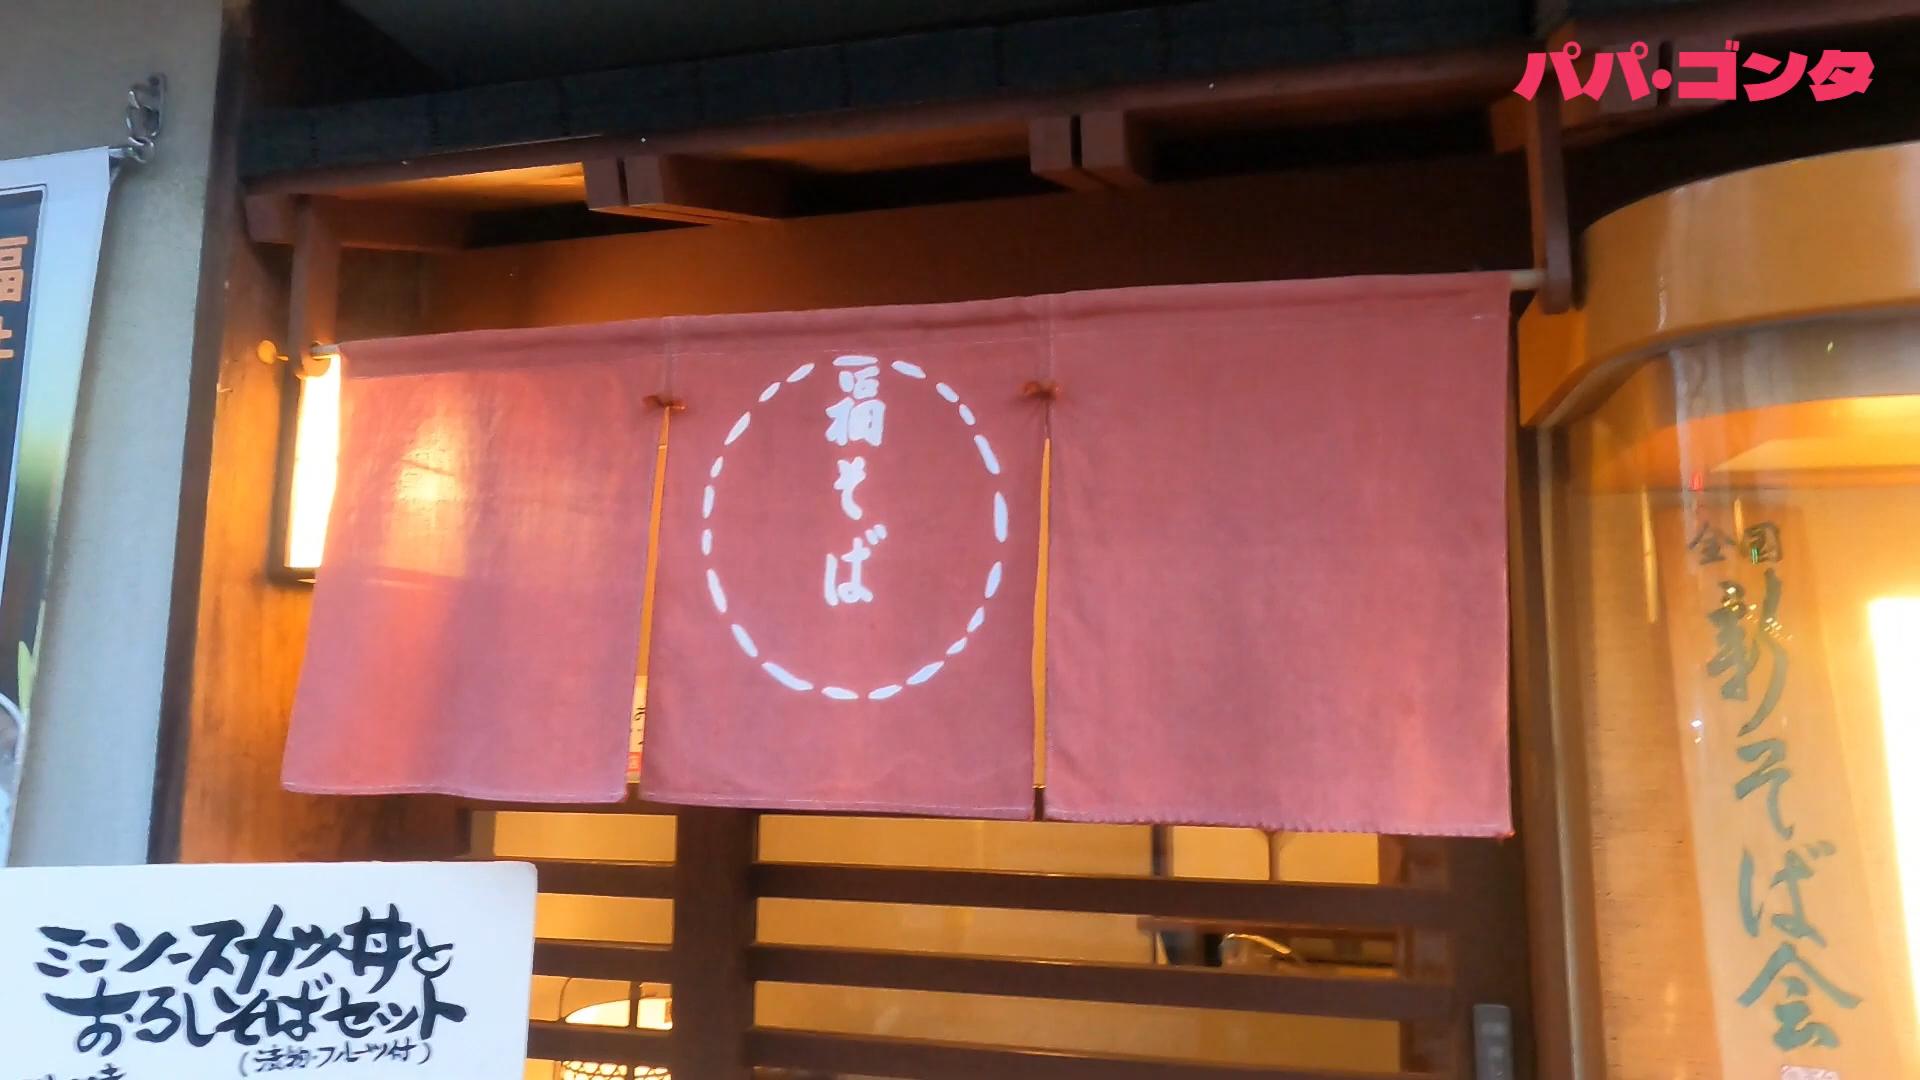 パパ・ゴンタ
福そば
全国
新そば会
ミニソースカツ丼と
おろしそばセット
(漬物・フルーツ付)